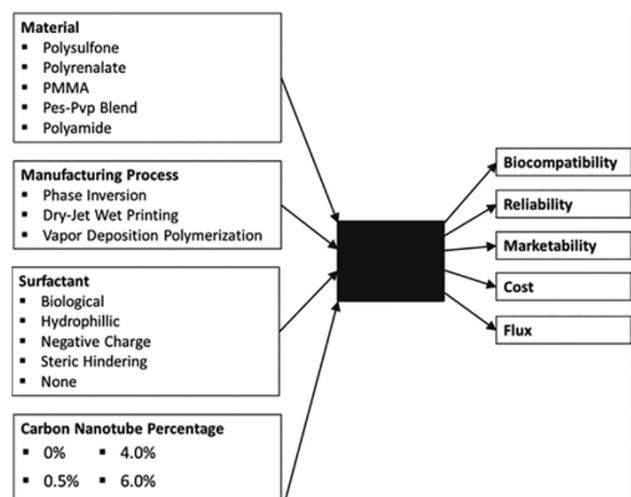 Material
▪ Polysulfone
▪ Polyrenalate
▪ PMMA
▪ Pes-Pvp Blend
▪ Polyamide
Manufacturing Process
▪ Phase Inversion
▪ Dry-Jet Wet Printing
▪ Vapor Deposition Polymerization
Surfactant
▪ Biological
▪ Hydrophillic
▪ Negative Charge
▪ Steric Hindering
▪ None
Carbon Nanotube Percentage
▪ 0% ▪ 4.0%
▪ 0.5% ▪ 6.0%
Biocompatibility
Reliability
Marketability
Cost
Flux